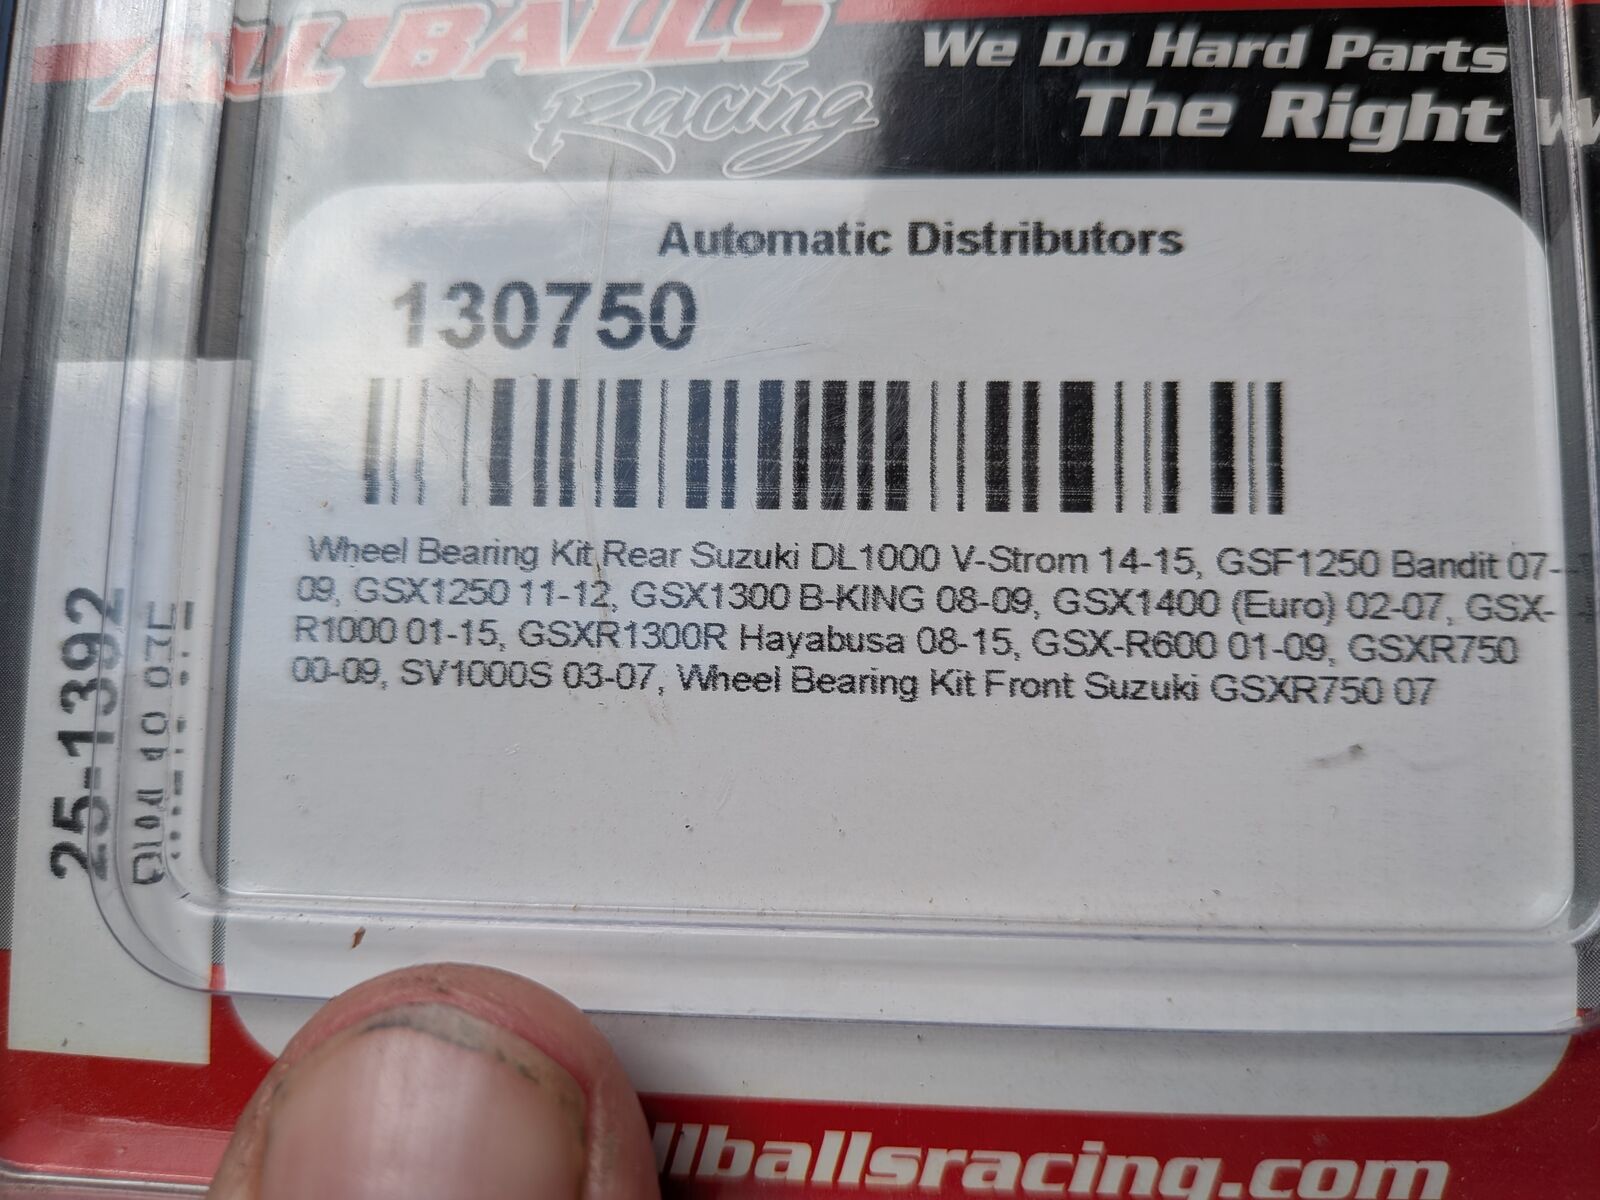 ALL BALLS
Racing
We Do Hard Parts
The Right
Automatic Distributors
130750
Wheel Bearing Kit Rear Suzuki DL1000 V-Strom 14-15, GSF1250 Bandit 07-
09, GSX1250 11-12, GSX1300 B-KING 08-09, GSX1400 (Euro) 02-07, GSX-
R1000 01-15, GSXR1300R Hayabusa 08-15, GSX-R600 01-09, GSXR750
00-09, SV1000S 03-07, Wheel Bearing Kit Front Suzuki GSXR750 07
25-1392
llballsracing.com